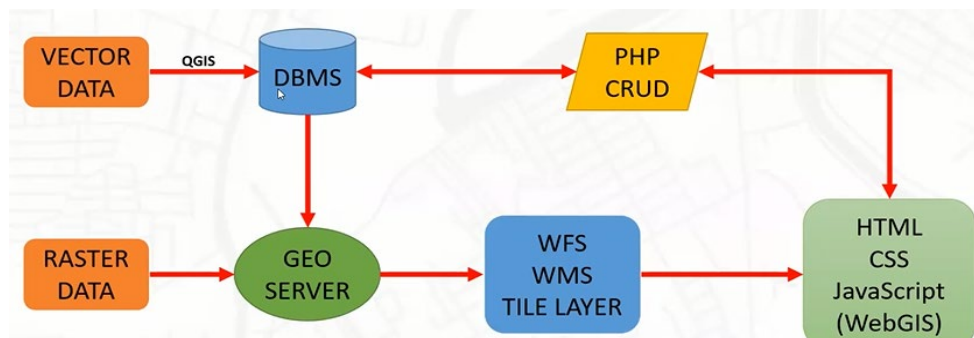 VECTOR
DATA
QGIS
DBMS
PHP
CRUD
RASTER
DATA
GEO
SERVER
WFS
WMS
TILE LAYER
HTML
CSS
JavaScript
(WebGIS)